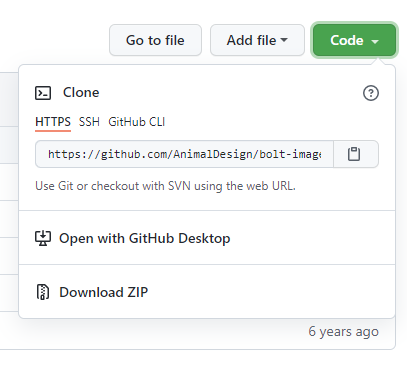 Go to file Add file Code
Clone
HTTPS SSH GitHub CLI
https://github.com/AnimalDesign/bolt-image
Use Git or checkout with SVN using the web URL.
Open with GitHub Desktop
Download ZIP
6 years ago